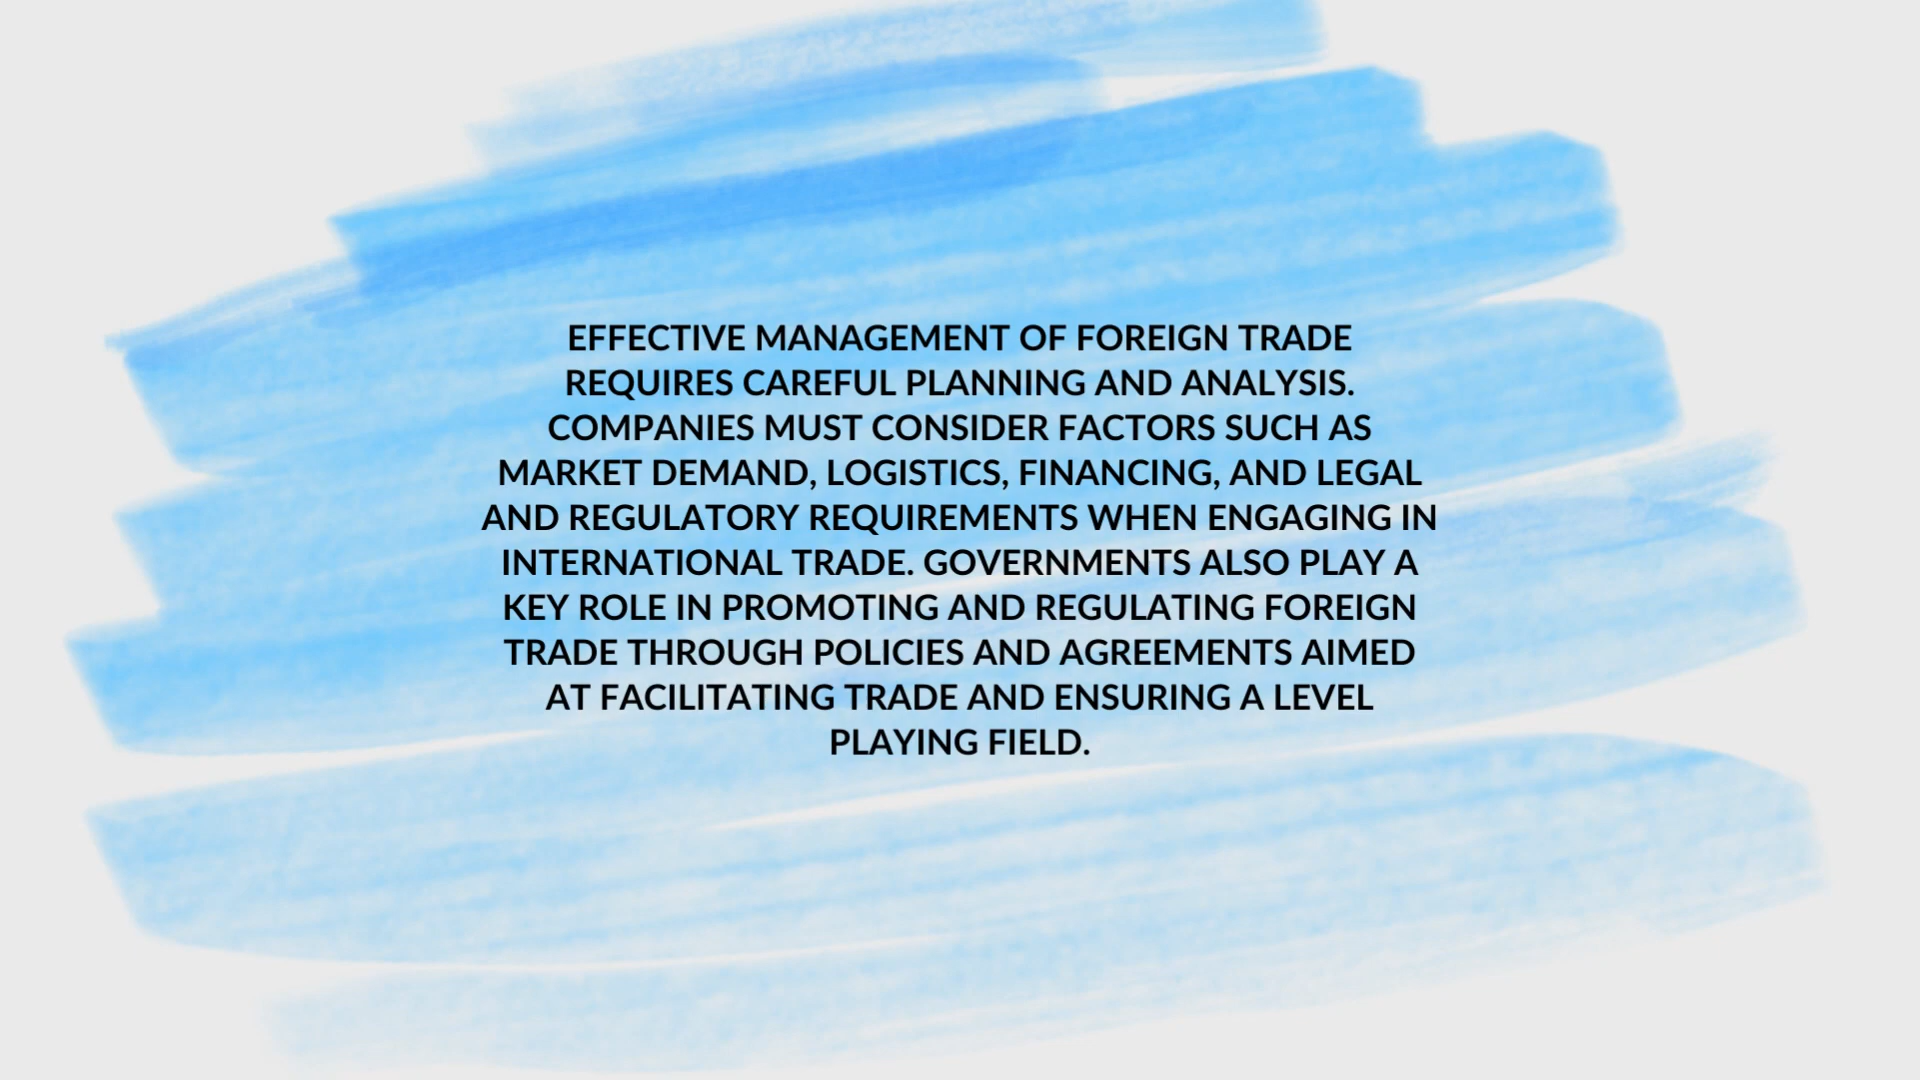 EFFECTIVE MANAGEMENT OF FOREIGN TRADE
REQUIRES CAREFUL PLANNING AND ANALYSIS.
COMPANIES MUST CONSIDER FACTORS SUCH AS
MARKET DEMAND, LOGISTICS, FINANCING, AND LEGAL
AND REGULATORY REQUIREMENTS WHEN ENGAGING IN
INTERNATIONAL TRADE. GOVERNMENTS ALSO PLAY A
KEY ROLE IN PROMOTING AND REGULATING FOREIGN
TRADE THROUGH POLICIES AND AGREEMENTS AIMED
AT FACILITATING TRADE AND ENSURING A LEVEL
PLAYING FIELD.